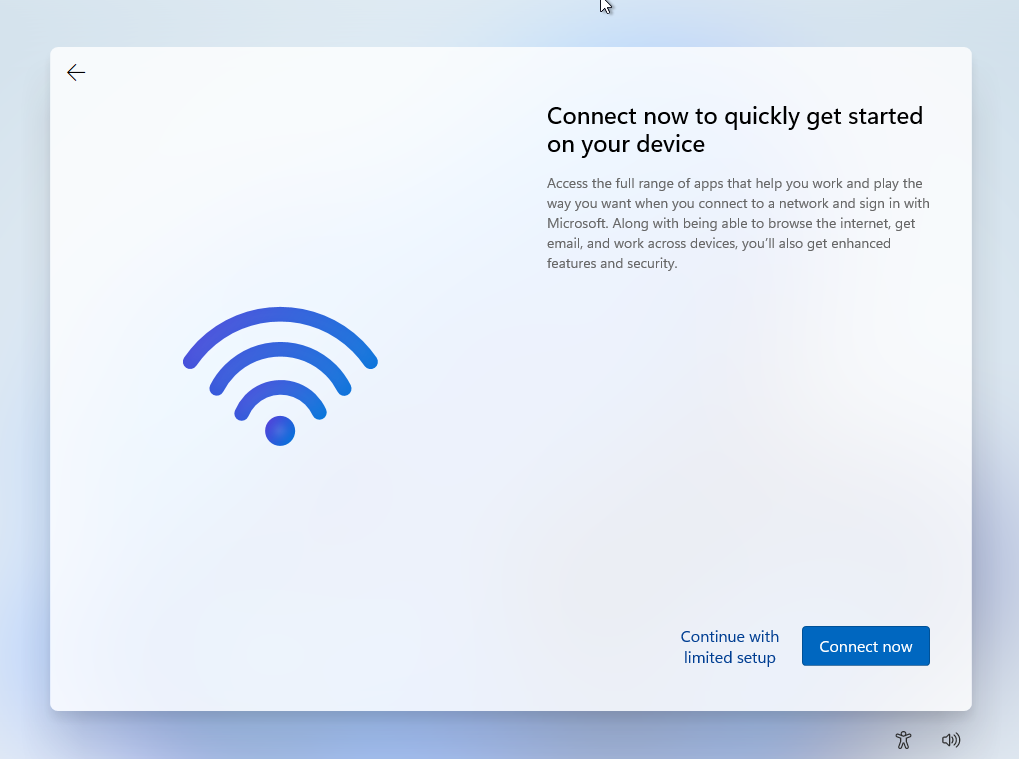 Connect now to quickly get started
on your device
Access the full range of apps that help you work and play the
way you want when you connect to a network and sign in with
Microsoft. Along with being able to browse the internet, get
email, and work across devices, you'll also get enhanced
features and security.
Continue with
limited setup
Connect now